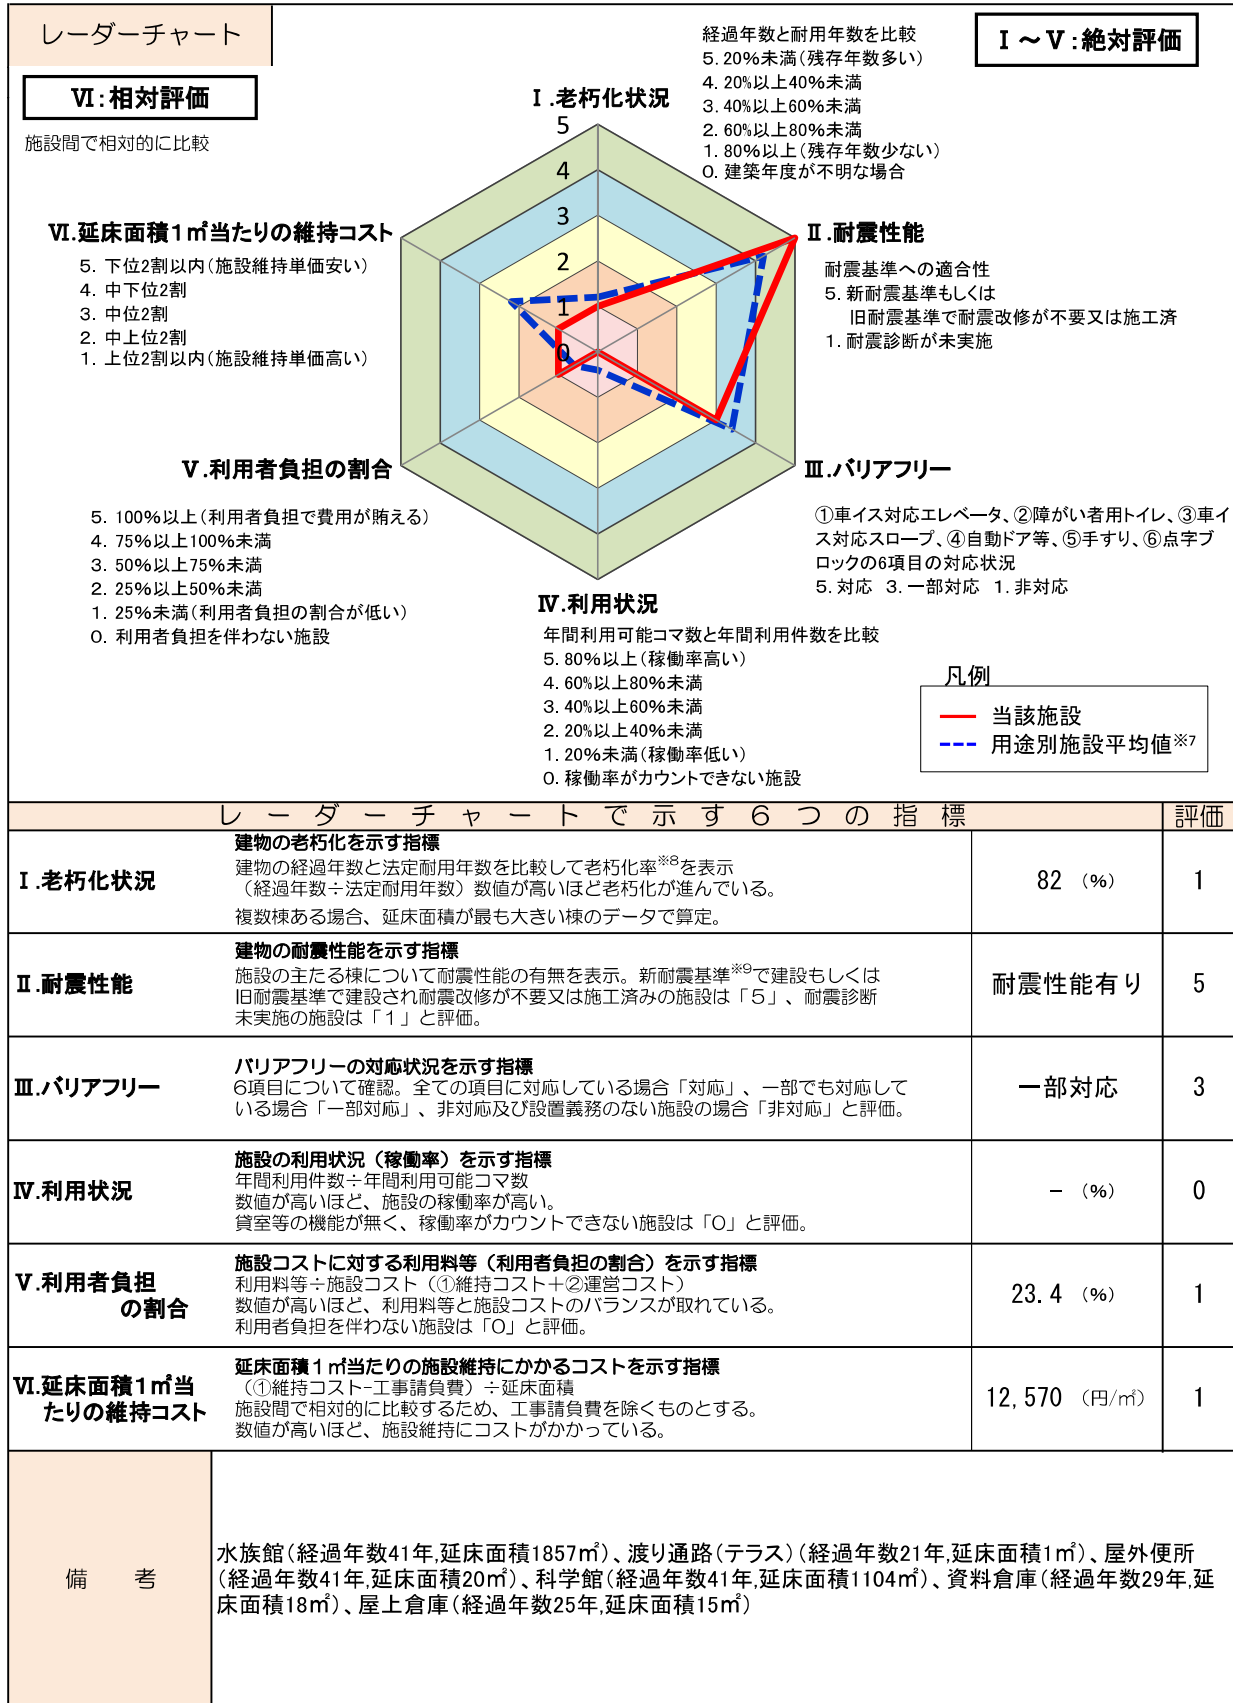 レーダーチャート
Ⅵ：相対評価
施設間で相対的に比較
Ⅰ～Ⅴ：絶対評価
経過年数と耐用年数を比較
5. 20%未満（残存年数多い）
4. 20%以上40%未満
3. 40%以上60%未満
2. 60%以上80%未満
1. 80%以上（残存年数少ない）
0. 建築年度が不明な場合
Ⅰ.老朽化状況
5
4
3
2
1
0
Ⅱ.耐震性能
耐震基準への適合性
5. 新耐震基準もしくは
旧耐震基準で耐震改修が不要又は施工済
1. 耐震診断が未実施
Ⅵ.延床面積1㎡当たりの維持コスト
5. 下位2割以内（施設維持単価安い）
4. 中下位2割
3. 中位2割
2. 中上位2割
1. 上位2割以内（施設維持単価高い）
Ⅲ.バリアフリー
①車イス対応エレベータ、②障がい者用トイレ、③車イ
ス対応スロープ、④自動ドア等、⑤手すり、⑥点字ブ
ロックの6項目の対応状況
5. 対応 3. 一部対応 1. 非対応
Ⅴ.利用者負担の割合
5. 100%以上（利用者負担で費用が賄える）
4. 75%以上100%未満
3. 50%以上75%未満
2. 25%以上50%未満
1. 25%未満（利用者負担の割合が低い）
0. 利用者負担を伴わない施設
Ⅳ.利用状況
年間利用可能コマ数と年間利用件数を比較
5. 80%以上（稼働率高い）
4. 60%以上80%未満
3. 40%以上60%未満
2. 20%以上40%未満
1. 20%未満（稼働率低い）
0. 稼働率がカウントできない施設
凡例
当該施設
用途別施設平均値※7
レーダーチャートで示す6つの指標 評価
建物の老朽化を示す指標
Ⅰ.老朽化状況
建物の経過年数と法定耐用年数を比較して老朽化率※8を表示
（経過年数÷法定耐用年数）数値が高いほど老朽化が進んでいる。
複数棟ある場合、延床面積が最も大きい棟のデータで算定。
82 （%） 1
建物の耐震性能を示す指標
Ⅱ.耐震性能
施設の主たる棟について耐震性能の有無を表示。新耐震基準※9で建設もしくは
旧耐震基準で建設され耐震改修が不要又は施工済みの施設は「5」、耐震診断
未実施の施設は「1」と評価。
耐震性能有り 5
バリアフリーの対応状況を示す指標
Ⅲ.バリアフリー
6項目について確認。全ての項目に対応している場合「対応」、一部でも対応して
いる場合「一部対応」、非対応及び設置義務のない施設の場合「非対応」と評価。
一部対応 3
施設の利用状況（稼働率）を示す指標
Ⅳ.利用状況
年間利用件数÷年間利用可能コマ数
数値が高いほど、施設の稼働率が高い。
貸室等の機能が無く、稼働率がカウントできない施設は「0」と評価。
－ （%） 0
施設コストに対する利用料等（利用者負担の割合）を示す指標
Ⅴ.利用者負担
の割合
利用料等÷施設コスト（①維持コスト＋②運営コスト）
数値が高いほど、利用料等と施設コストのバランスが取れている。
利用者負担を伴わない施設は「0」と評価。
23.4 （%） 1
延床面積1㎡当たりの施設維持にかかるコストを示す指標
Ⅵ.延床面積1㎡当
たりの維持コスト
（①維持コスト-工事請負費）÷延床面積
施設間で相対的に比較するため、工事請負費を除くものとする。
数値が高いほど、施設維持にコストがかかっている。
12,570 （円/㎡） 1
備 考
水族館（経過年数41年,延床面積1857㎡）、渡り通路（テラス）（経過年数21年,延床面積1㎡）、屋外便所
（経過年数41年,延床面積20㎡）、科学館（経過年数41年,延床面積1104㎡）、資料倉庫（経過年数29年,延
床面積18㎡）、屋上倉庫（経過年数25年,延床面積15㎡）